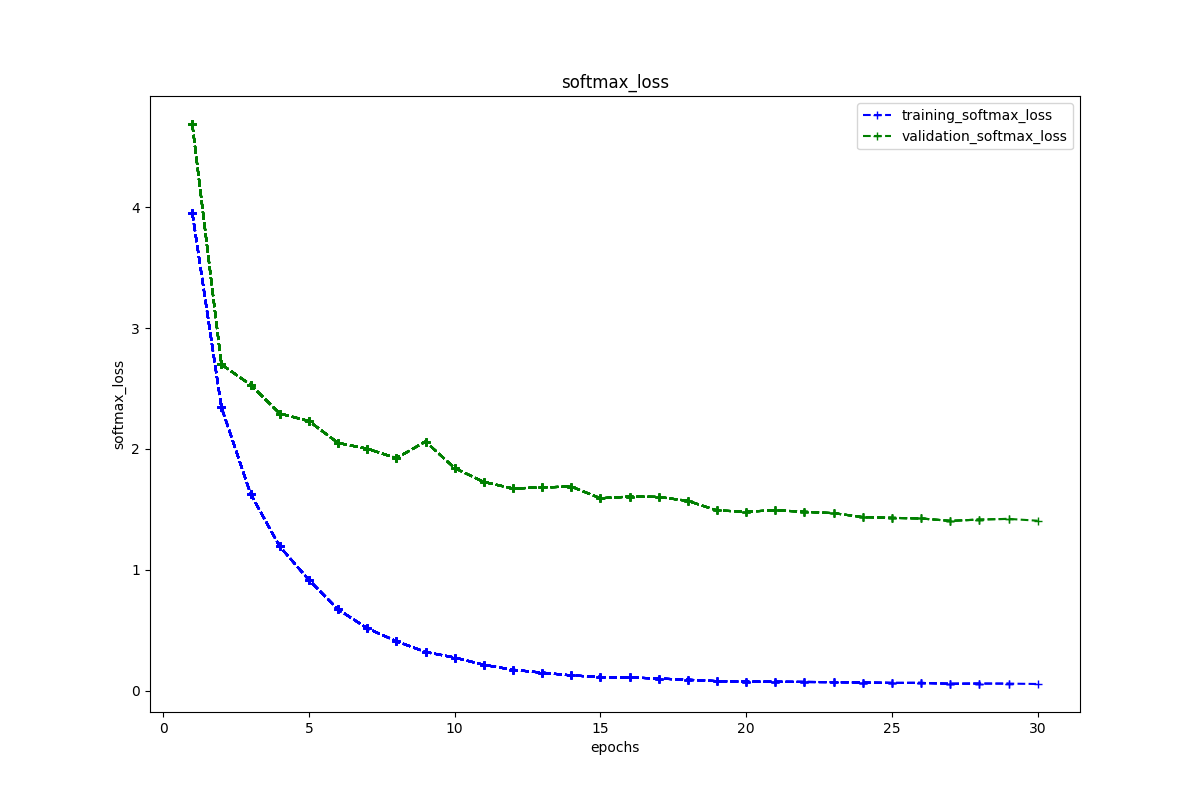 softmax_loss
training_softmax_loss
validation_softmax_loss
softmax_loss
4
3
2
1
0
0 5 10 15 20 25 30
epochs